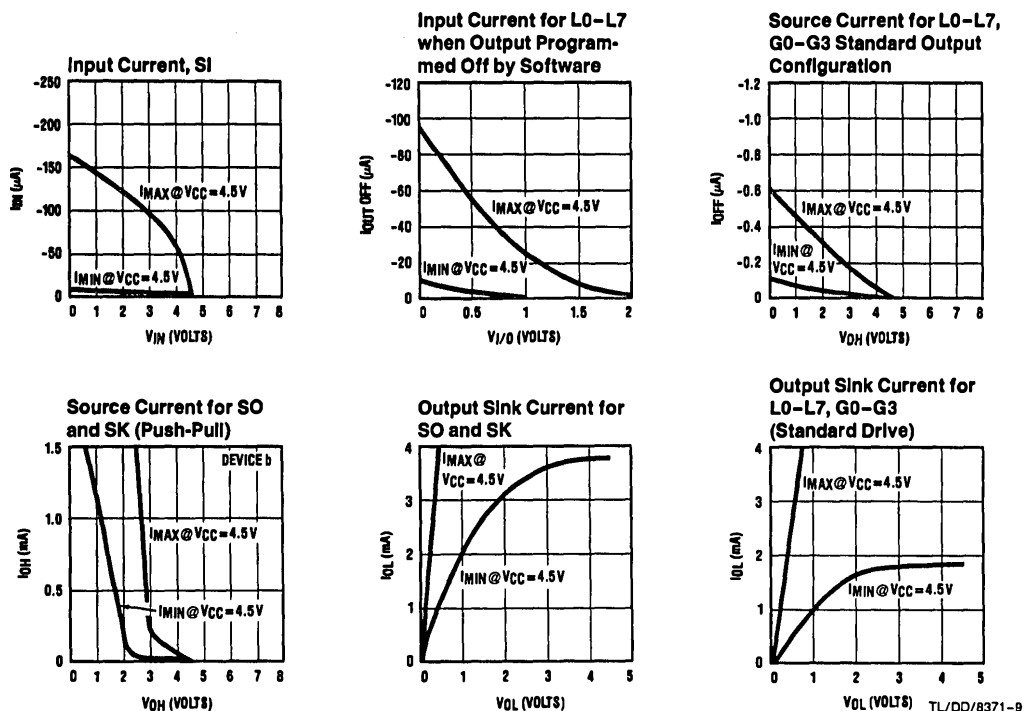 Input Current, SI
-250
-200
-150
-100
-50
0
IIN (μA)
IMAX@VCC=4.5V
IMIN@VCC=4.5V
0 1 2 3 4 5 6 7 8
VIN (VOLTS)
Input Current for L0–L7
when Output Program-
med Off by Software
-120
-100
-80
-60
-40
-20
0
IOUT OFF (μA)
IMAX@VCC=4.5V
IMIN@VCC=4.5V
0 0.5 1.0 1.5 2
VI/O (VOLTS)
Source Current for L0–L7,
G0–G3 Standard Output
Configuration
-1.2
-1.0
-0.8
-0.6
-0.4
-0.2
0
IOFF (μA)
IMAX@VCC=4.5V
IMIN@
VCC=4.5V
0 1 2 3 4 5 6 7 8
VOH (VOLTS)
Source Current for SO
and SK (Push-Pull)
1.5
1.0
0.5
0
IOH (mA)
DEVICE b
IMAX@VCC=4.5V
IMIN@VCC=4.5V
0 1 2 3 4 5 6 7 8
VOH (VOLTS)
Output Sink Current for
SO and SK
4
3
2
1
0
IOL (mA)
IMAX@
VCC=4.5V
IMIN@VCC=4.5V
0 1 2 3 4 5
VOL (VOLTS)
Output Sink Current for
L0–L7, G0–G3
(Standard Drive)
4
3
2
1
0
IOL (mA)
IMAX@VCC=4.5V
IMIN@VCC=4.5V
0 1 2 3 4 5
VOL (VOLTS)
TL/DD/8371–9